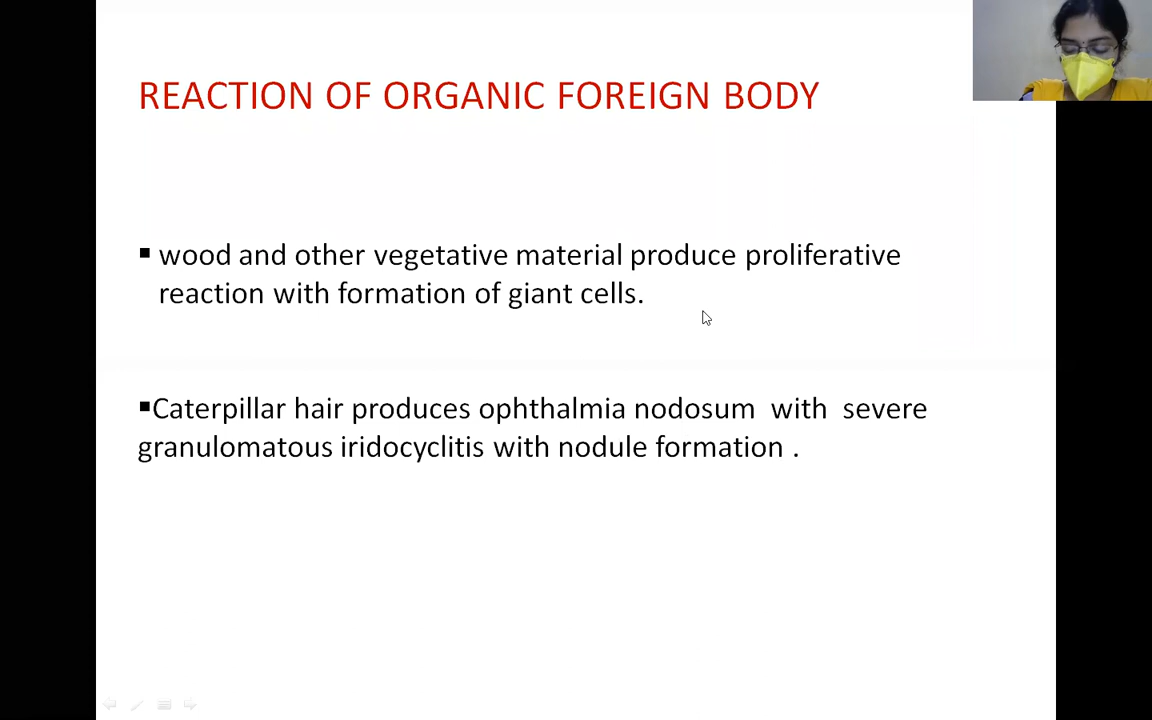 REACTION OF ORGANIC FOREIGN BODY
▪ wood and other vegetative material produce proliferative
reaction with formation of giant cells.
▪Caterpillar hair produces ophthalmia nodosum  with  severe
granulomatous iridocyclitis with nodule formation .